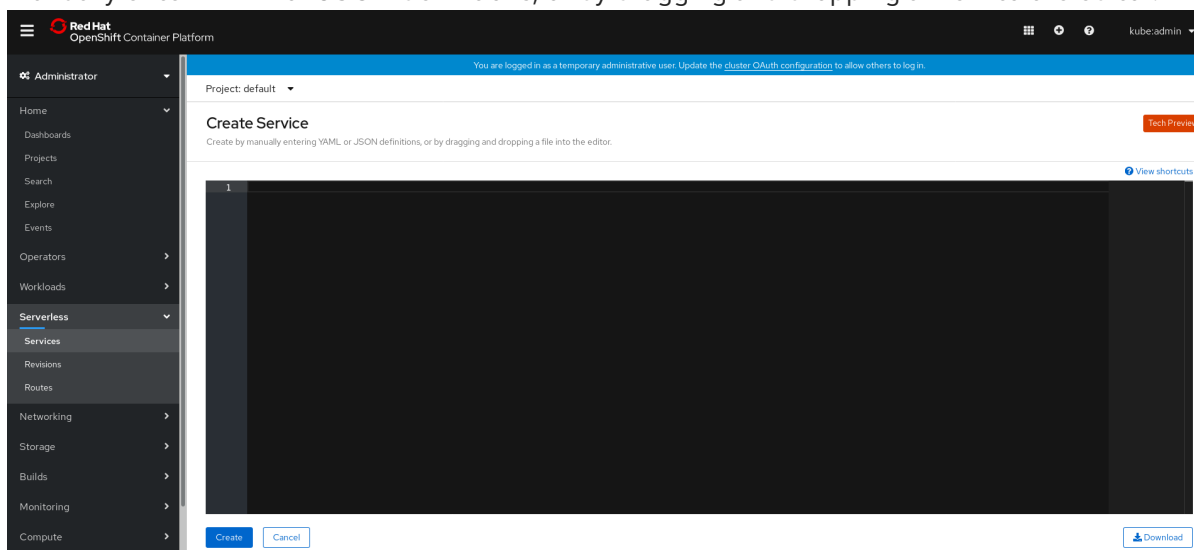 Red Hat
OpenShift Container Platform
kube:admin
Administrator
You are logged in as a temporary administrative user. Update the cluster OAuth configuration to allow others to log in.
Project: default
Home
Dashboards
Projects
Search
Explore
Events
Operators
Workloads
Serverless
Services
Revisions
Routes
Networking
Storage
Builds
Monitoring
Compute
Create Service
Tech Preview
Create by manually entering YAML or JSON definitions, or by dragging and dropping a file into the editor.
View shortcuts
1
Create
Cancel
Download